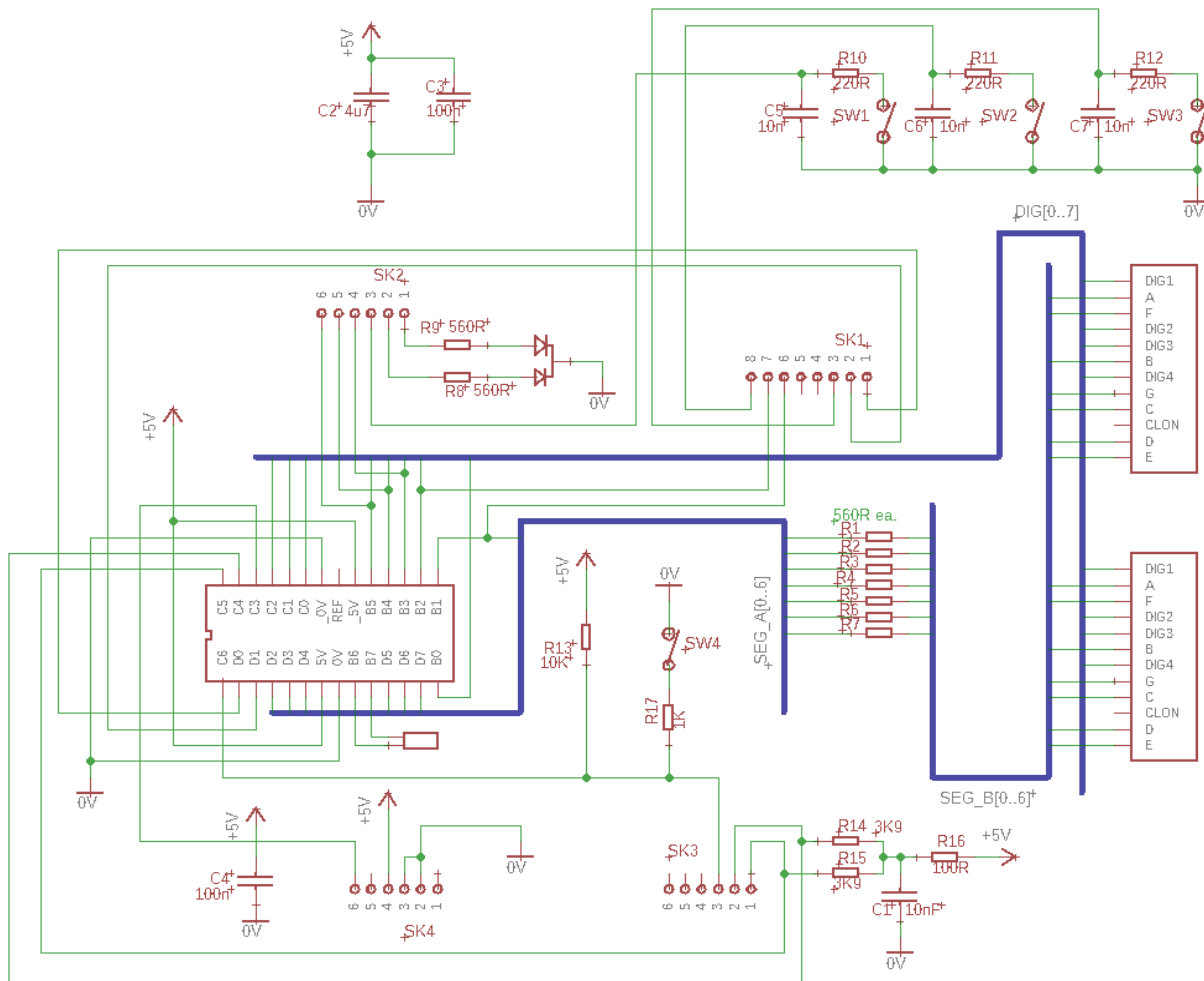 +5V
C2 4u7
C3
100n
0V
R10
220R
C5
10n
SW1
R11
220R
C6
10n
SW2
R12
220R
C7
10n
SW3
0V
DIG[0..7]
SK2
6 5 4 3 2 1
R9 560R
R8 560R
0V
SK1
8 7 6 5 4 3 2 1
DIG1
A
F
DIG2
DIG3
B
DIG4
G
C
CLON
D
E
+5V
560R ea.
R1
R2
R3
R4
R5
R6
R7
SEG_A[0..6]
C5 C4 C3 C2 C1 C0 _0V REF _5V B5 B4 B3 B2 B1
C6 D0 D1 D2 D3 D4 5V 0V B6 B7 D5 D6 D7 B0
+5V
R13
10K
0V
SW4
R17
1K
DIG1
A
F
DIG2
DIG3
B
DIG4
G
C
CLON
D
E
SEG_B[0..6]
0V
+5V
C4
100n
0V
+5V
0V
6 5 4 3 2 1
SK4
SK3
6 5 4 3 2 1
R14 3K9
R15
3K9
R16
100R
+5V
C1 10nF
0V